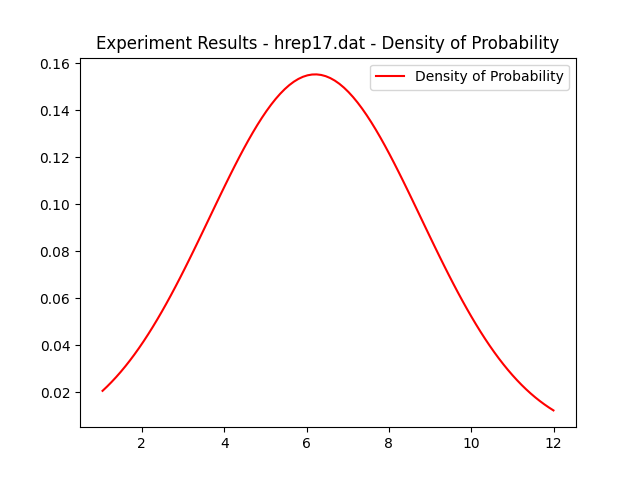 Experiment Results - hrep17.dat - Density of Probability
Density of Probability
0.16
0.14
0.12
0.10
0.08
0.06
0.04
0.02
2 4 6 8 10 12